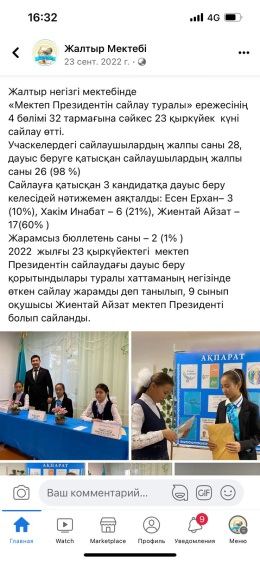 16:32
4G
Жалтыр Мектебі
23 сент. 2022 г.
Жалтыр негізгі мектебінде
«Мектеп Президентін сайлау туралы» ережесінің
4 бөлімі 32 тармағына сәйкес 23 қыркүйек күні
сайлау өтті.
Учаскелердегі сайлаушылардың жалпы саны 28,
дауыс беруге қатысқан сайлаушылардың жалпы
саны 26 (98 %)
Сайлауға қатысқан 3 кандидатқа дауыс беру
келесідей нәтижемен аяқталды: Есен Ерхан– 3
(10%), Хакім Инабат – 6 (21%), Жиентай Айзат –
17(60% )
Жарамсыз бюллетень саны – 2 (1% )
2022 жылғы 23 қыркүйектегі мектеп
Президентін сайлаудағы дауыс беру
қорытындылары туралы хаттаманың негізінде
өткен сайлау жарамды деп танылып, 9 сынып
оқушысы Жиентай Айзат мектеп Президенті
болып сайланды.
АҚПАРАТ
Ваш комментарий...
GIF
9
Главная
Watch
Marketplace
Профиль
Уведомления
Меню